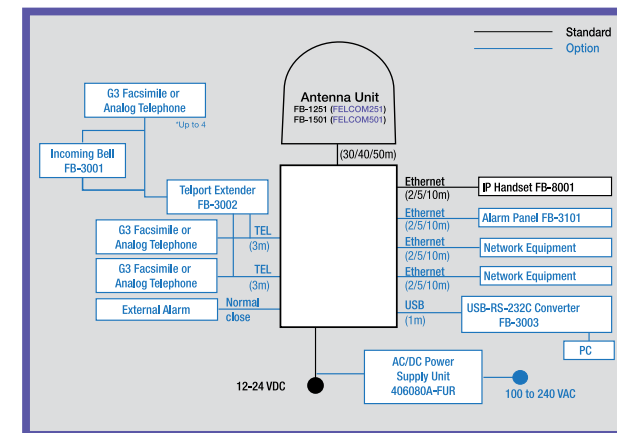 Standard
Option
G3 Facsimile or
Analog Telephone
*Up to 4
Antenna Unit
FB-1251 (FELCOM251)
FB-1501 (FELCOM501)
(30/40/50m)
Incoming Bell
FB-3001
Telport Extender
FB-3002
G3 Facsimile or
Analog Telephone
TEL
(3m)
G3 Facsimile or
Analog Telephone
TEL
(3m)
External Alarm
Normal
close
Ethernet
(2/5/10m)
IP Handset FB-8001
Ethernet
(2/5/10m)
Alarm Panel FB-3101
Ethernet
(2/5/10m)
Network Equipment
Ethernet
(2/5/10m)
Network Equipment
USB
(1m)
USB-RS-232C Converter
FB-3003
PC
12-24 VDC
AC/DC Power
Supply Unit
406080A-FUR
100 to 240 VAC